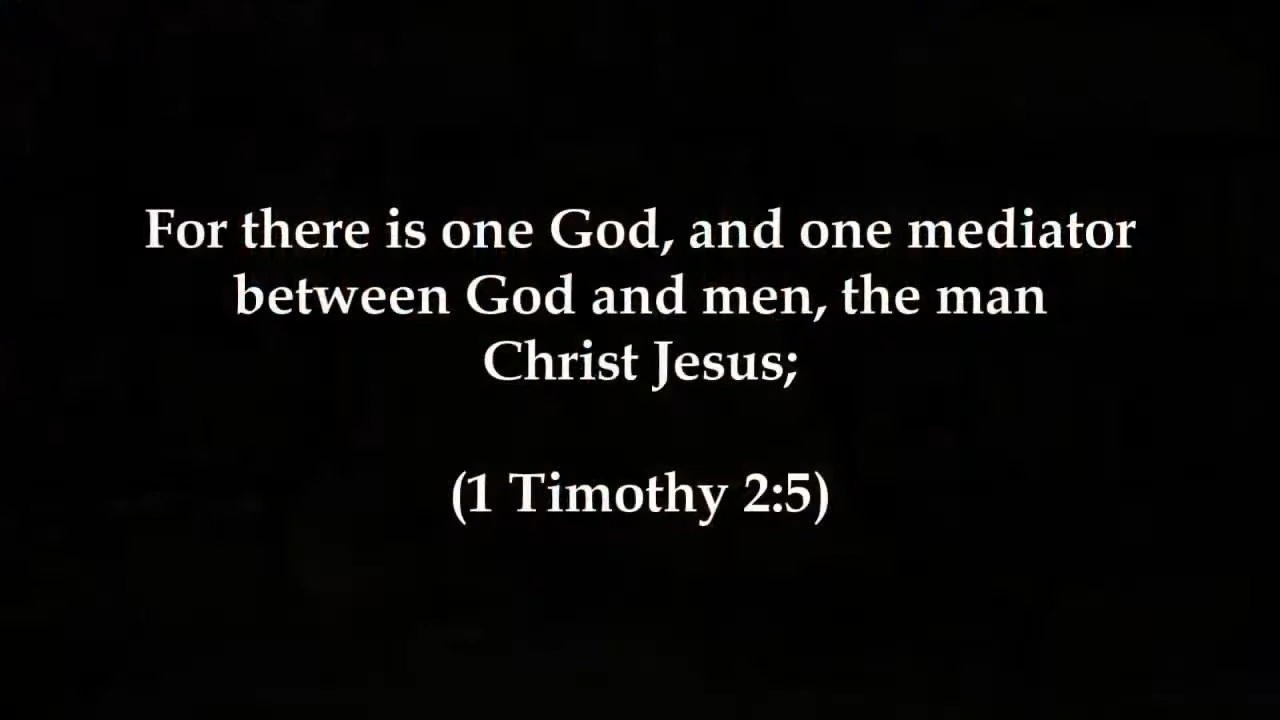 For there is one God, and one mediator
between God and men, the man
Christ Jesus;
(1 Timothy 2:5)